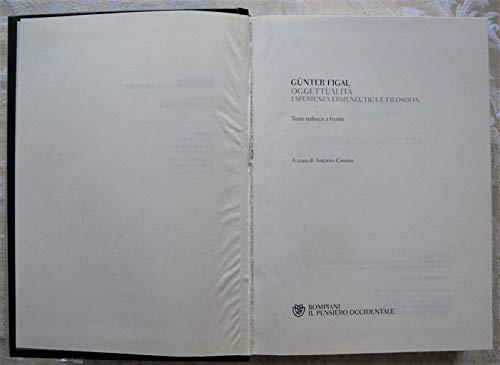 GÜNTER FIGAL
OGGETTUALITÀ
ESPERIENZA ERMENEUTICA E FILOSOFIA
Testo tedesco a fronte
A cura di Antonio Cimino
BOMPIANI
IL PENSIERO OCCIDENTALE